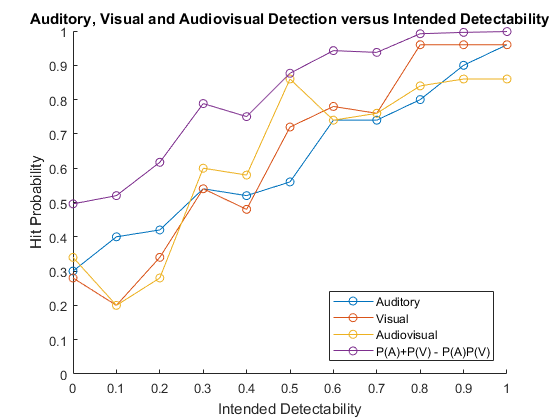 Auditory, Visual and Audiovisual Detection versus Intended Detectability
1
0.9
0.8
0.7
0.6
0.5
0.4
0.3
0.2
0.1
0
Hit Probability
Auditory
Visual
Audiovisual
P(A)+P(V) - P(A)P(V)
0 0.1 0.2 0.3 0.4 0.5 0.6 0.7 0.8 0.9 1
Intended Detectability